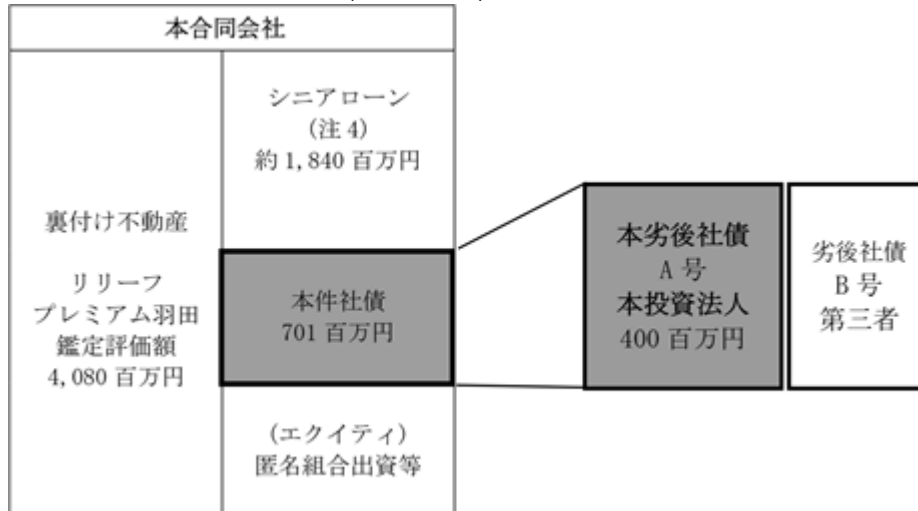 本合同会社
シニアローン
(注 4)
約 1,840 百万円
裏付け不動産
リリーフ
プレミアム羽田
鑑定評価額
4,080 百万円
本件社債
701 百万円
(エクイティ)
匿名組合出資等
本劣後社債
A 号
本投資法人
400 百万円
劣後社債
B 号
第三者